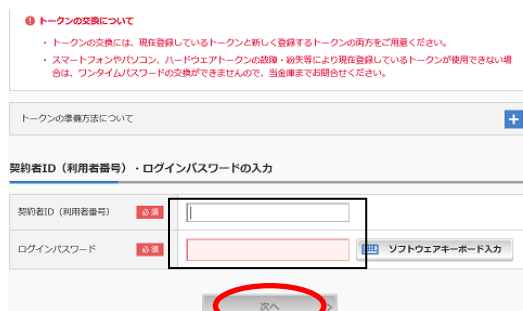 トークンの交換について
・ トークンの交換には、現在登録しているトークンと新しく登録するトークンの両方をご用意ください。
・ スマートフォンやパソコン、ハードウェアトークンの故障・紛失等により現在登録しているトークンが使用できない場
合は、ワンタイムパスワードの交換ができませんので、当金庫までお問合せください。
トークンの準備方法について
契約者ID（利用者番号）・ログインパスワードの入力
契約者ID（利用者番号） 必須
ログインパスワード 必須 ソフトウェアキーボード入力
次へ